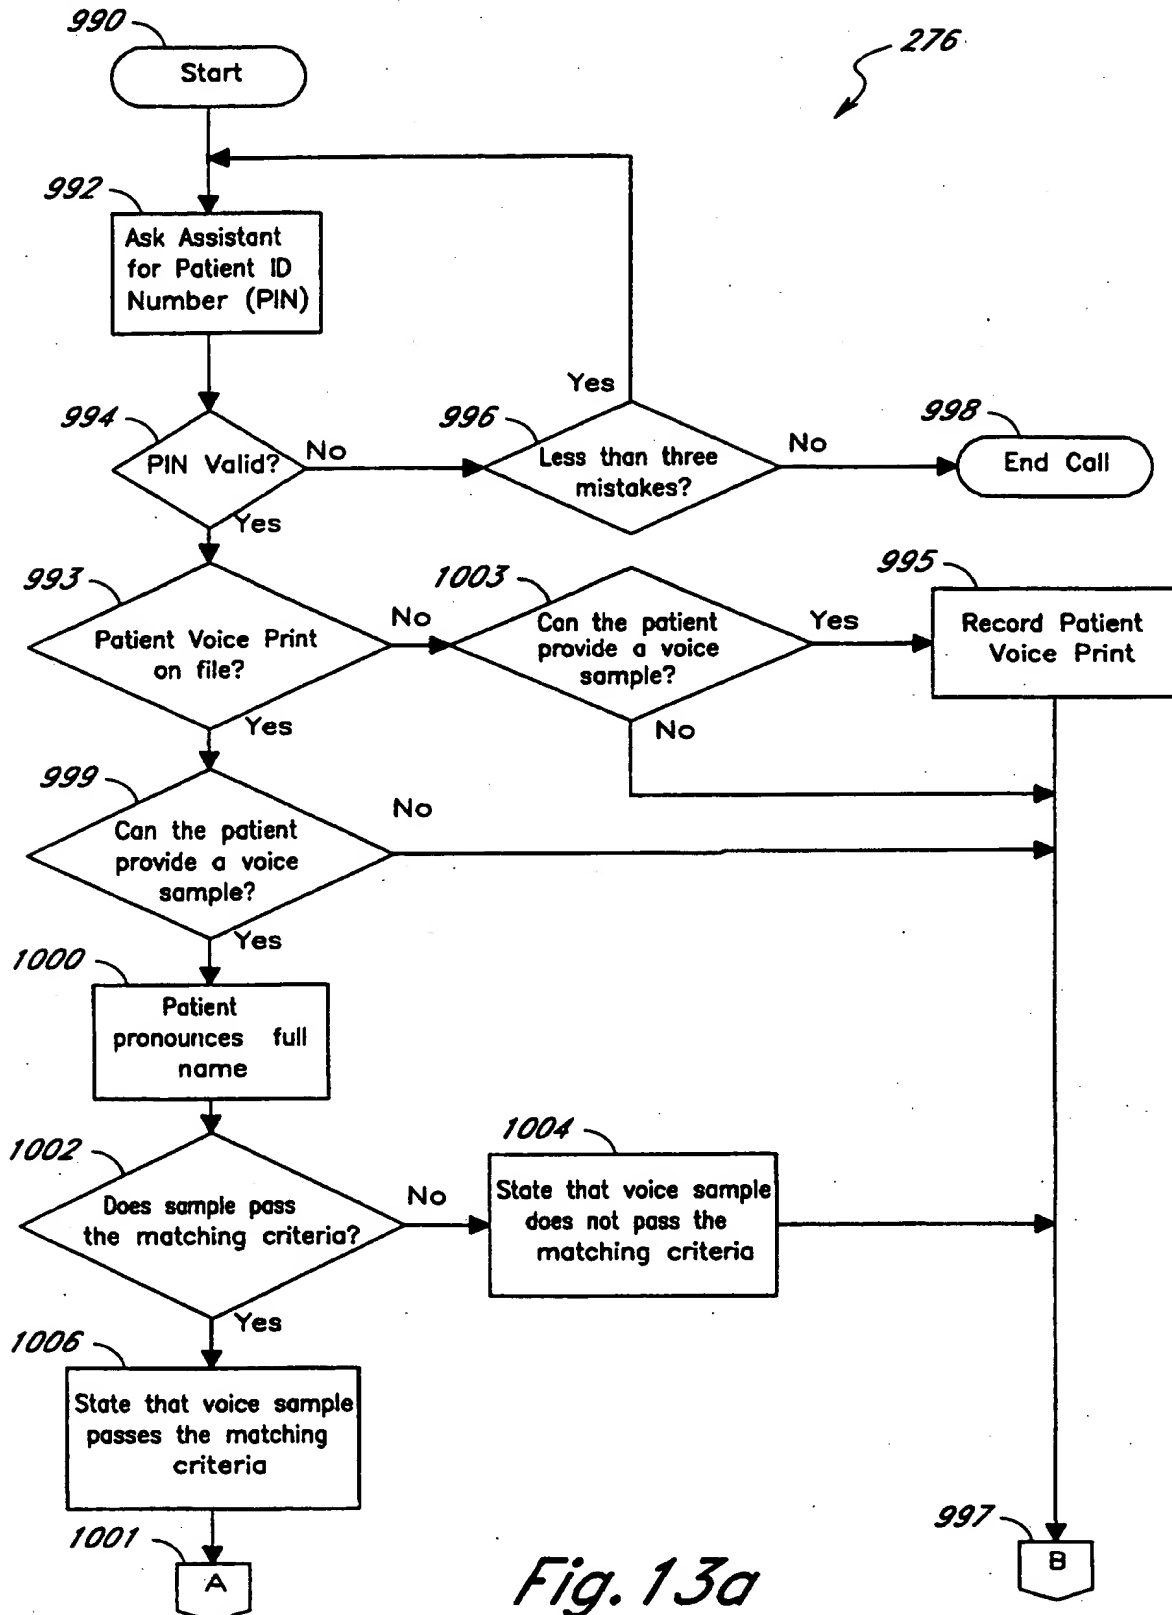 990
Start
276
992
Ask Assistant
for Patient ID
Number (PIN)
Yes
994
PIN Valid?
No
996
Less than three
mistakes?
No
998
End Call
Yes
993
Patient Voice Print
on file?
No
1003
Can the patient
provide a voice
sample?
Yes
995
Record Patient
Voice Print
Yes
No
999
Can the patient
provide a voice
sample?
No
Yes
1000
Patient
pronounces full
name
1002
Does sample pass
the matching criteria?
No
1004
State that voice sample
does not pass the
matching criteria
Yes
1006
State that voice sample
passes the matching
criteria
1001
A
997
B
Fig. 13a